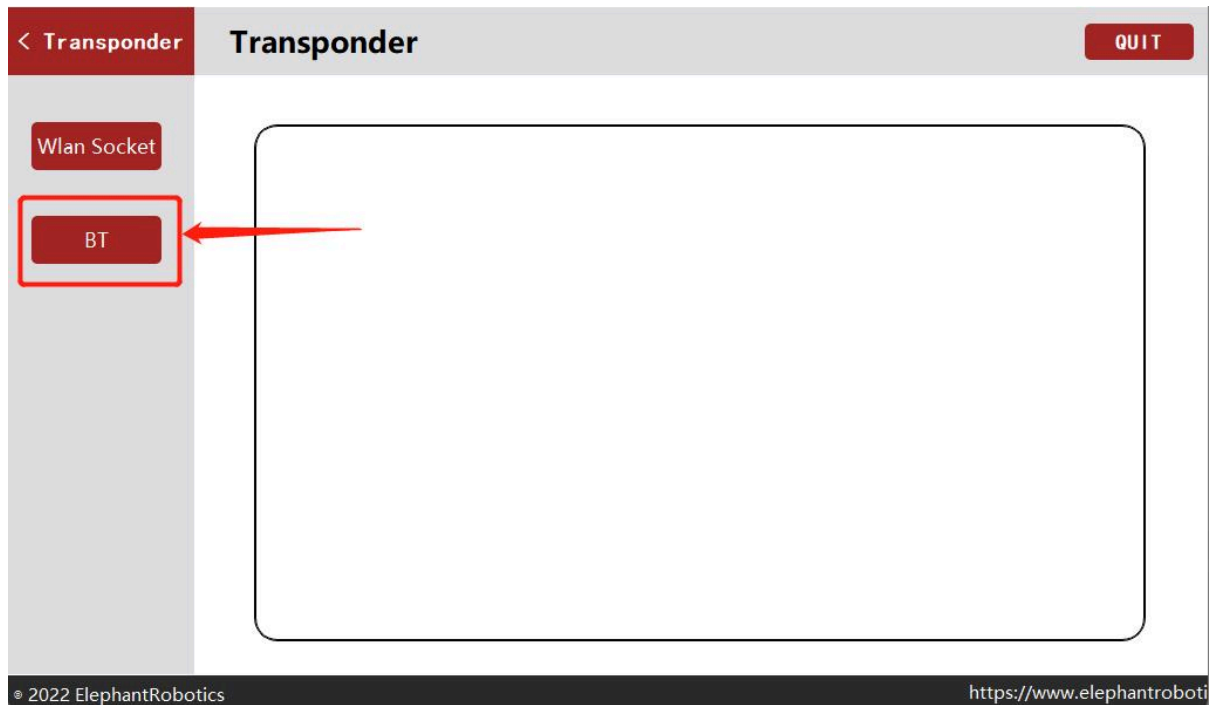 < Transponder
Transponder
QUIT
Wlan Socket
BT
© 2022 ElephantRobotics
https://www.elephantroboti